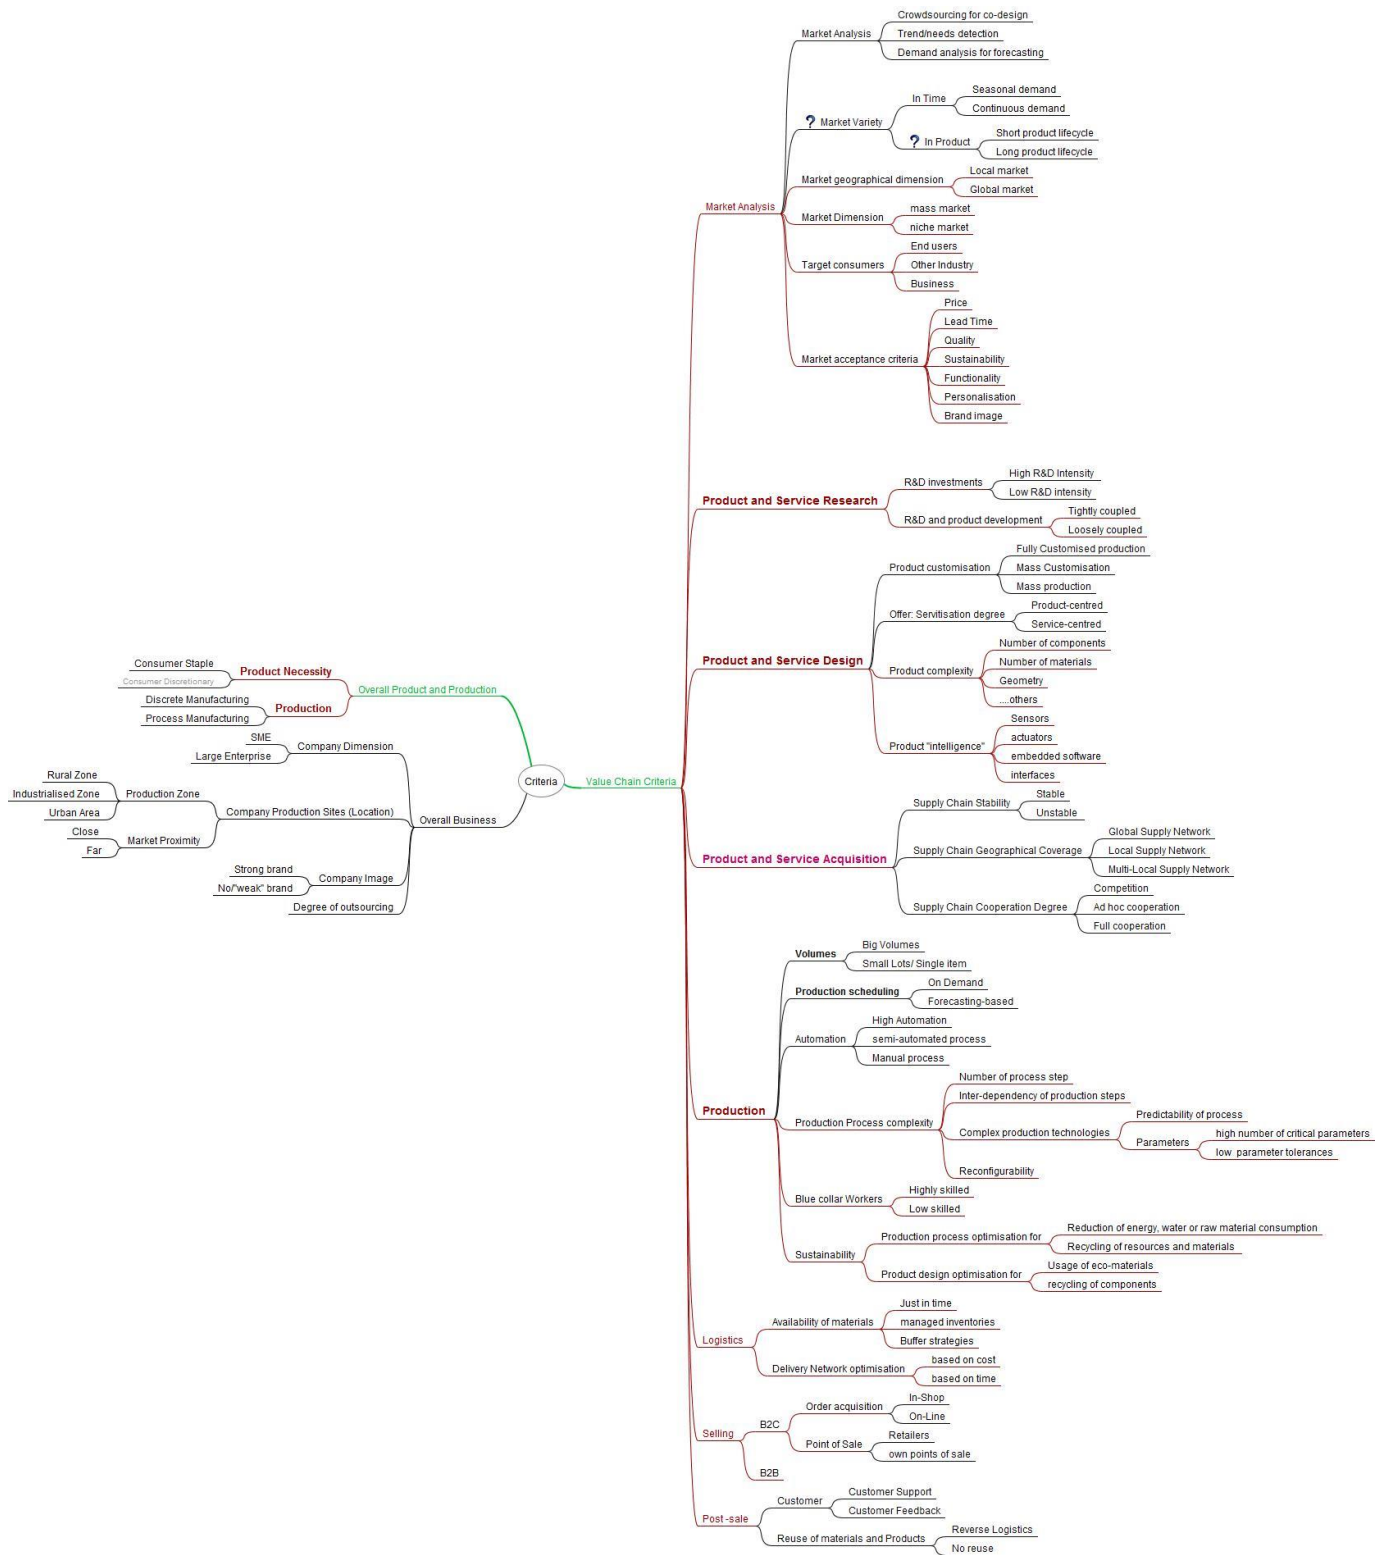 Criteria
Overall Product and Production
Product Necessity
Consumer Staple
Consumer Discretionary
Production
Discrete Manufacturing
Process Manufacturing
Overall Business
Company Dimension
SME
Large Enterprise
Company Production Sites (Location)
Production Zone
Rural Zone
Industrialised Zone
Urban Area
Market Proximity
Close
Far
Company Image
Strong brand
No/"weak" brand
Degree of outsourcing
Value Chain Criteria
Market Analysis
Market Analysis
Crowdsourcing for co-design
Trend/needs detection
Demand analysis for forecasting
? Market Variety
In Time
Seasonal demand
Continuous demand
? In Product
Short product lifecycle
Long product lifecycle
Market geographical dimension
Local market
Global market
Market Dimension
mass market
niche market
Target consumers
End users
Other Industry
Business
Market acceptance criteria
Price
Lead Time
Quality
Sustainability
Functionality
Personalisation
Brand image
Product and Service Research
R&D investments
High R&D Intensity
Low R&D intensity
R&D and product development
Tightly coupled
Loosely coupled
Product and Service Design
Product customisation
Fully Customised production
Mass Customisation
Mass production
Offer: Servitisation degree
Product-centred
Service-centred
Product complexity
Number of components
Number of materials
Geometry
....others
Product "intelligence"
Sensors
actuators
embedded software
interfaces
Product and Service Acquisition
Supply Chain Stability
Stable
Unstable
Supply Chain Geographical Coverage
Global Supply Network
Local Supply Network
Multi-Local Supply Network
Supply Chain Cooperation Degree
Competition
Ad hoc cooperation
Full cooperation
Production
Volumes
Big Volumes
Small Lots/ Single item
Production scheduling
On Demand
Forecasting-based
Automation
High Automation
semi-automated process
Manual process
Production Process complexity
Number of process step
Inter-dependency of production steps
Complex production technologies
Predictability of process
Parameters
high number of critical parameters
low parameter tolerances
Reconfigurability
Blue collar Workers
Highly skilled
Low skilled
Sustainability
Production process optimisation for
Reduction of energy, water or raw material consumption
Recycling of resources and materials
Product design optimisation for
Usage of eco-materials
recycling of components
Logistics
Availability of materials
Just in time
managed inventories
Buffer strategies
Delivery Network optimisation
based on cost
based on time
Selling
B2C
Order acquisition
In-Shop
On-Line
Point of Sale
Retailers
own points of sale
B2B
Post -sale
Customer
Customer Support
Customer Feedback
Reuse of materials and Products
Reverse Logistics
No reuse